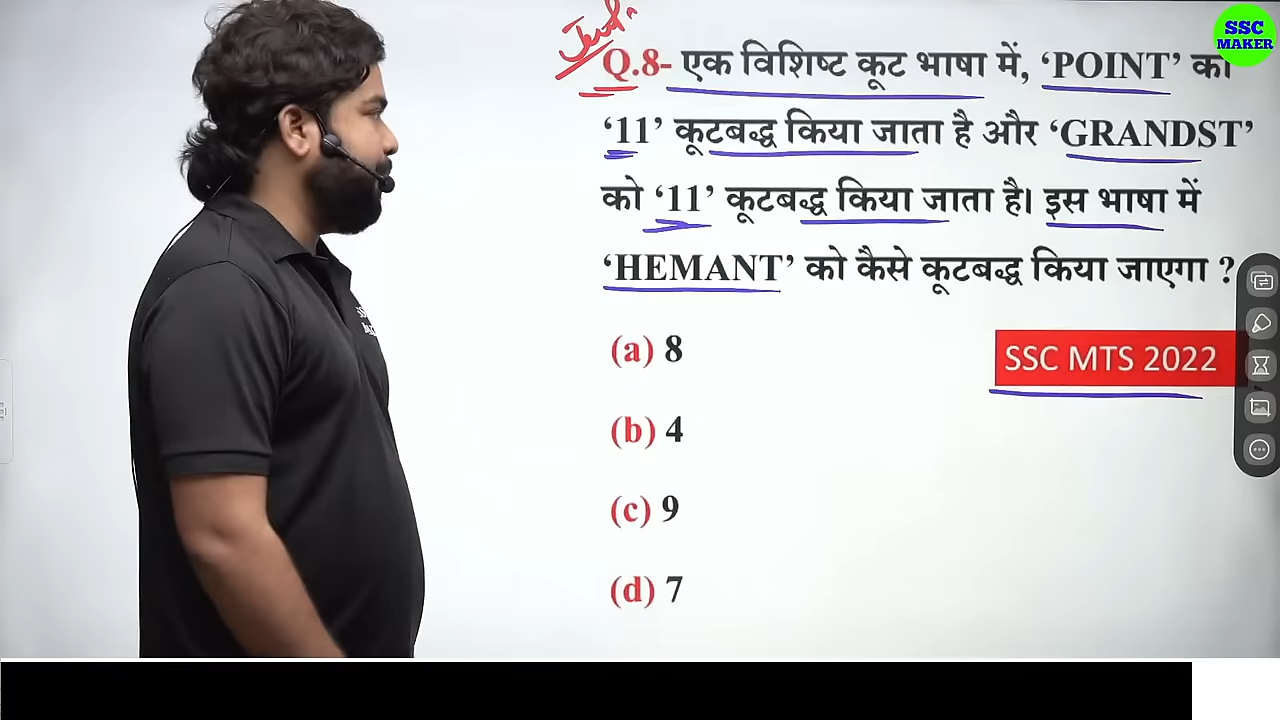 SSC
MAKER
Q.8- एक विशिष्ट कूट भाषा में, ‘POINT’ को
‘11’ कूटबद्ध किया जाता है और ‘GRANDST’
को ‘11’ कूटबद्ध किया जाता है। इस भाषा में
‘HEMANT’ को कैसे कूटबद्ध किया जाएगा ?
(a) 8
SSC MTS 2022
(b) 4
(c) 9
(d) 7